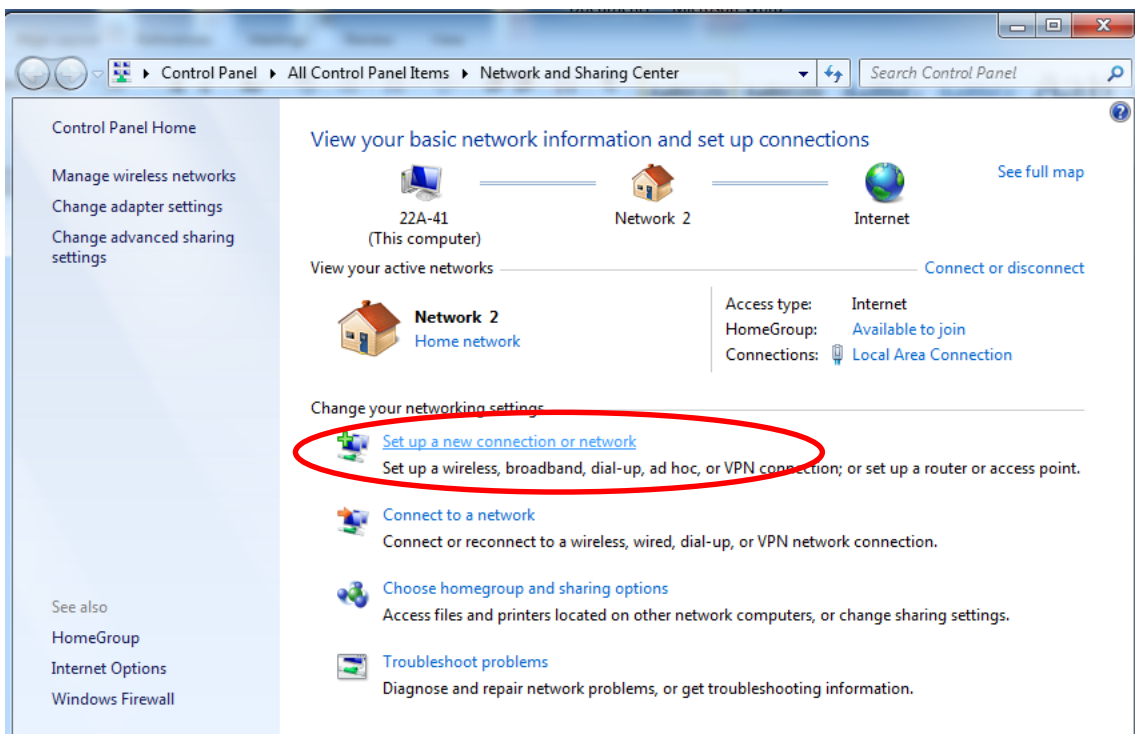 Control Panel ▸ All Control Panel Items ▸ Network and Sharing Center
Search Control Panel
Control Panel Home
Manage wireless networks
Change adapter settings
Change advanced sharing
settings
See also
HomeGroup
Internet Options
Windows Firewall
View your basic network information and set up connections
See full map
22A-41
(This computer)
Network 2
Internet
View your active networks
Connect or disconnect
Network 2
Home network
Access type: Internet
HomeGroup: Available to join
Connections: Local Area Connection
Change your networking settings
Set up a new connection or network
Set up a wireless, broadband, dial-up, ad hoc, or VPN connection; or set up a router or access point.
Connect to a network
Connect or reconnect to a wireless, wired, dial-up, or VPN network connection.
Choose homegroup and sharing options
Access files and printers located on other network computers, or change sharing settings.
Troubleshoot problems
Diagnose and repair network problems, or get troubleshooting information.